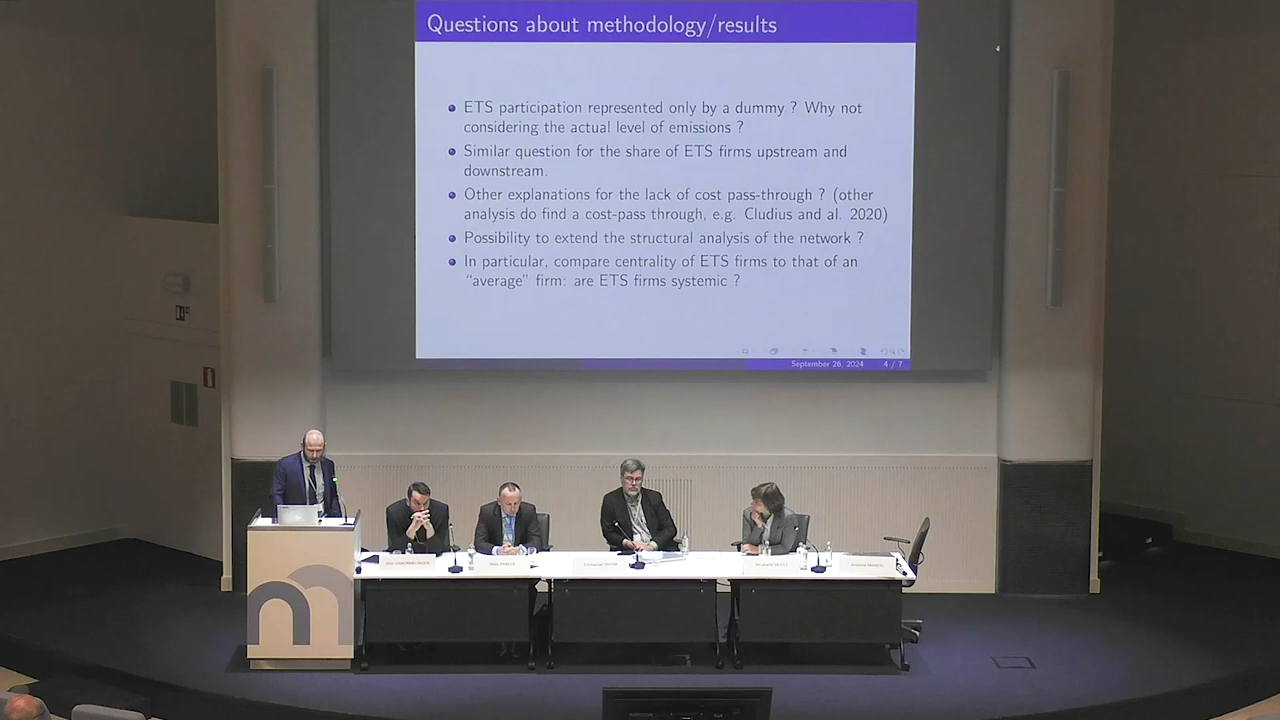 Questions about methodology/results
ETS participation represented only by a dummy ? Why not
considering the actual level of emissions ?
Similar question for the share of ETS firms upstream and
downstream.
Other explanations for the lack of cost pass-through ? (other
analysis do find a cost-pass through, e.g. Cludius and al. 2020)
Possibility to extend the structural analysis of the network ?
In particular, compare centrality of ETS firms to that of an
“average” firm: are ETS firms systemic ?
September 26, 2024 4 / 7